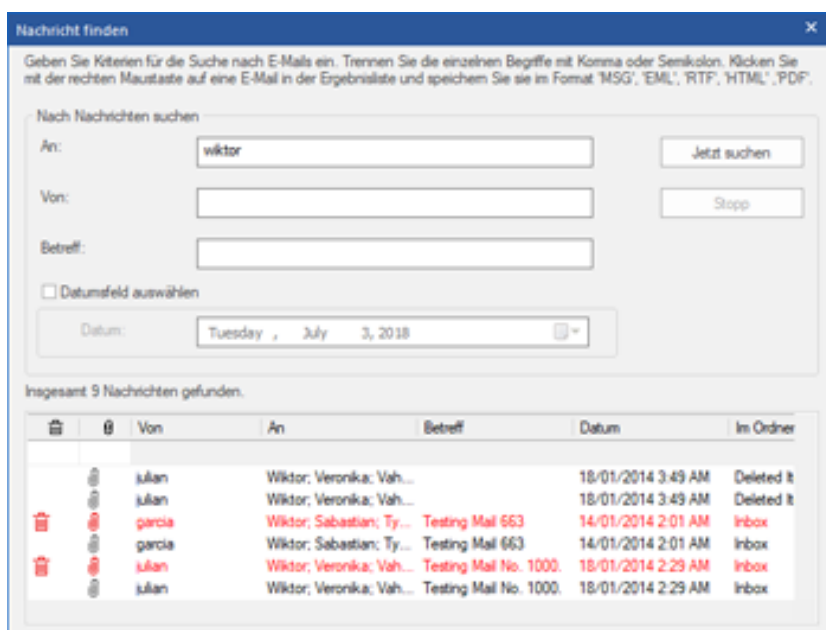 Nachricht finden
Geben Sie Kriterien für die Suche nach E-Mails ein. Trennen Sie die einzelnen Begriffe mit Komma oder Semikolon. Klicken Sie
mit der rechten Maustaste auf eine E-Mail in der Ergebnisliste und speichern Sie sie im Format 'MSG', 'EML', 'RTF', 'HTML' ,'PDF'.
Nach Nachrichten suchen
An: wiktor Jetzt suchen
Von: Stopp
Betreff:
Datumsfeld auswählen
Datum: Tuesday , July 3, 2018
Insgesamt 9 Nachrichten gefunden.
Von An Betreff Datum Im Ordner
julian Wiktor; Veronika; Vah... 18/01/2014 3:49 AM Deleted It
julian Wiktor; Veronika; Vah... 18/01/2014 3:49 AM Deleted It
garcia Wiktor; Sabastian; Ty... Testing Mail 663 14/01/2014 2:01 AM Inbox
garcia Wiktor; Sabastian; Ty... Testing Mail 663 14/01/2014 2:01 AM Inbox
julian Wiktor; Veronika; Vah... Testing Mail No. 1000. 18/01/2014 2:29 AM Inbox
julian Wiktor; Veronika; Vah... Testing Mail No. 1000. 18/01/2014 2:29 AM Inbox